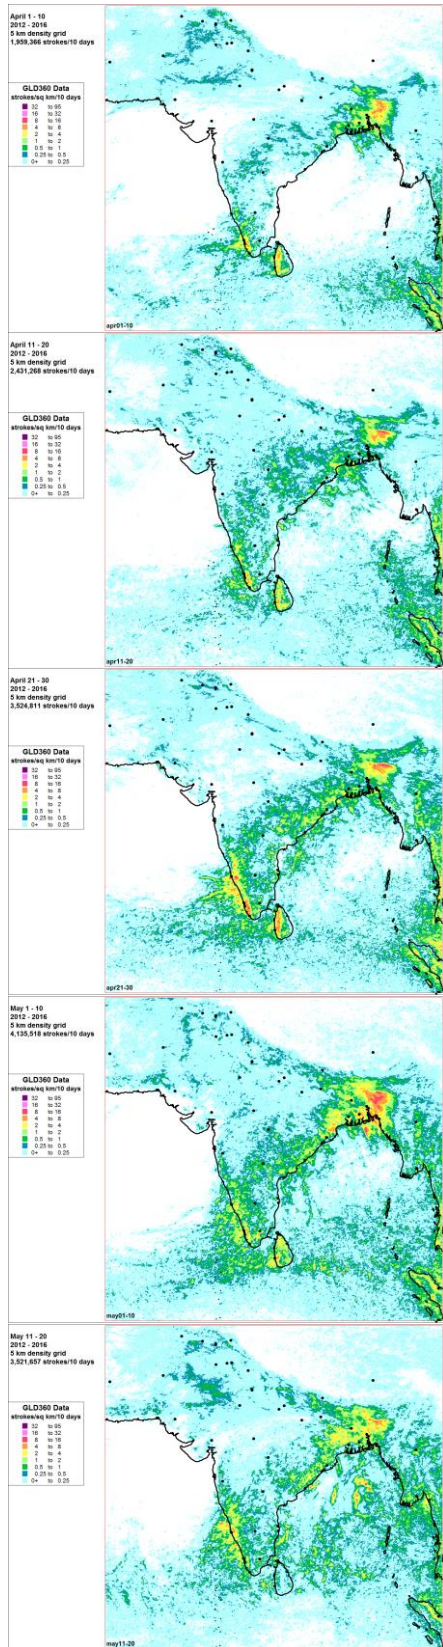 April 1 - 10
2012 - 2016
5 km density grid
1,959,366 strokes/10 days
GLD360 Data
strokes/sq km/10 days
32 to 95
16 to 32
8 to 16
4 to 8
2 to 4
1 to 2
0.5 to 1
0.25 to 0.5
0+ to 0.25
apr01-10
April 11 - 20
2012 - 2016
5 km density grid
2,431,268 strokes/10 days
GLD360 Data
strokes/sq km/10 days
32 to 95
16 to 32
8 to 16
4 to 8
2 to 4
1 to 2
0.5 to 1
0.25 to 0.5
0+ to 0.25
apr11-20
April 21 - 30
2012 - 2016
5 km density grid
3,524,811 strokes/10 days
GLD360 Data
strokes/sq km/10 days
32 to 95
16 to 32
8 to 16
4 to 8
2 to 4
1 to 2
0.5 to 1
0.25 to 0.5
0+ to 0.25
apr21-30
May 1 - 10
2012 - 2016
5 km density grid
4,135,518 strokes/10 days
GLD360 Data
strokes/sq km/10 days
32 to 95
16 to 32
8 to 16
4 to 8
2 to 4
1 to 2
0.5 to 1
0.25 to 0.5
0+ to 0.25
may01-10
May 11 - 20
2012 - 2016
5 km density grid
3,521,657 strokes/10 days
GLD360 Data
strokes/sq km/10 days
32 to 95
16 to 32
8 to 16
4 to 8
2 to 4
1 to 2
0.5 to 1
0.25 to 0.5
0+ to 0.25
may11-20